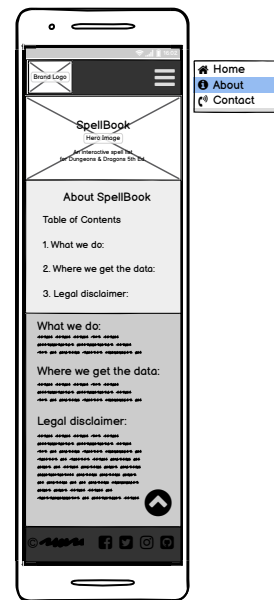 Brand Logo
SpellBook
Hero Image
An interactive spell list
for Dungeons & Dragons 5th Ed.
About SpellBook
Table of Contents
1. What we do:
2. Where we get the data:
3. Legal disclaimer:
What we do:
Where we get the data:
Legal disclaimer:
©
Home
About
Contact